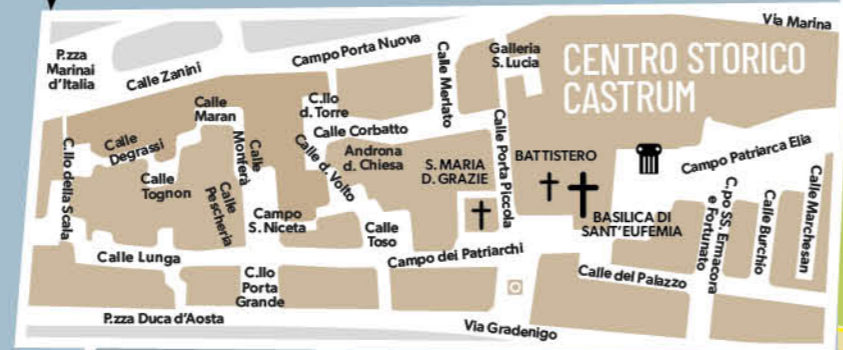 Via Marina
P.zza
Marinai
d'Italia
Calle Zanini
Campo Porta Nuova
Calle Merlato
Galleria
S. Lucia
CENTRO STORICO
CASTRUM
C.llo della Scala
Calle
Degrassi
Calle
Maran
Calle
Monferà
C.llo
d. Torre
Calle Corbatto
Calle d. Volto
Androna
d. Chiesa
S. MARIA
D. GRAZIE
Calle Porta Piccola
BATTISTERO
Campo Patriarca Elia
Calle
Tognon
Calle
Pescheria
Campo
S. Niceta
Calle
Toso
BASILICA DI
SANT'EUFEMIA
C.po SS. Ermacora
e Fortunato
Calle Burchio
Calle Marchesan
Calle Lunga
Campo dei Patriarchi
C.llo
Porta
Grande
Calle del Palazzo
P.zza Duca d'Aosta
Via Gradenigo